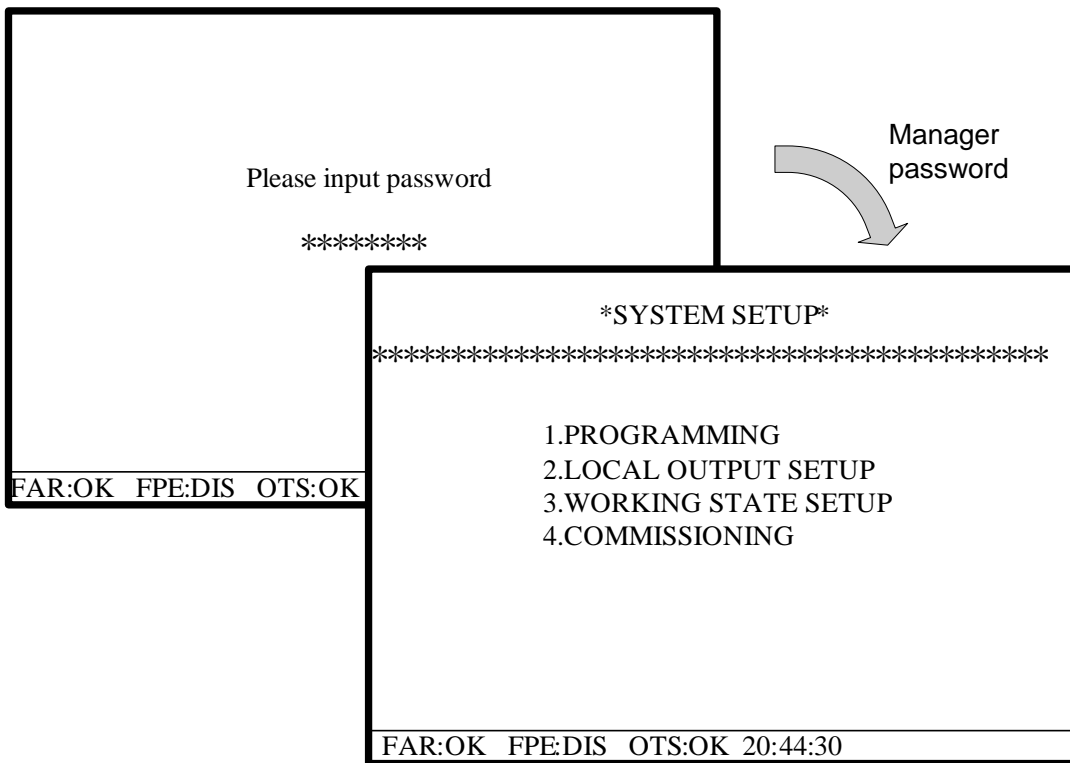 Please input password
********
FAR:OK FPE:DIS OTS:OK
Manager
password
*SYSTEM SETUP*
*******************************************
1.PROGRAMMING
2.LOCAL OUTPUT SETUP
3.WORKING STATE SETUP
4.COMMISSIONING
FAR:OK FPE:DIS OTS:OK 20:44:30